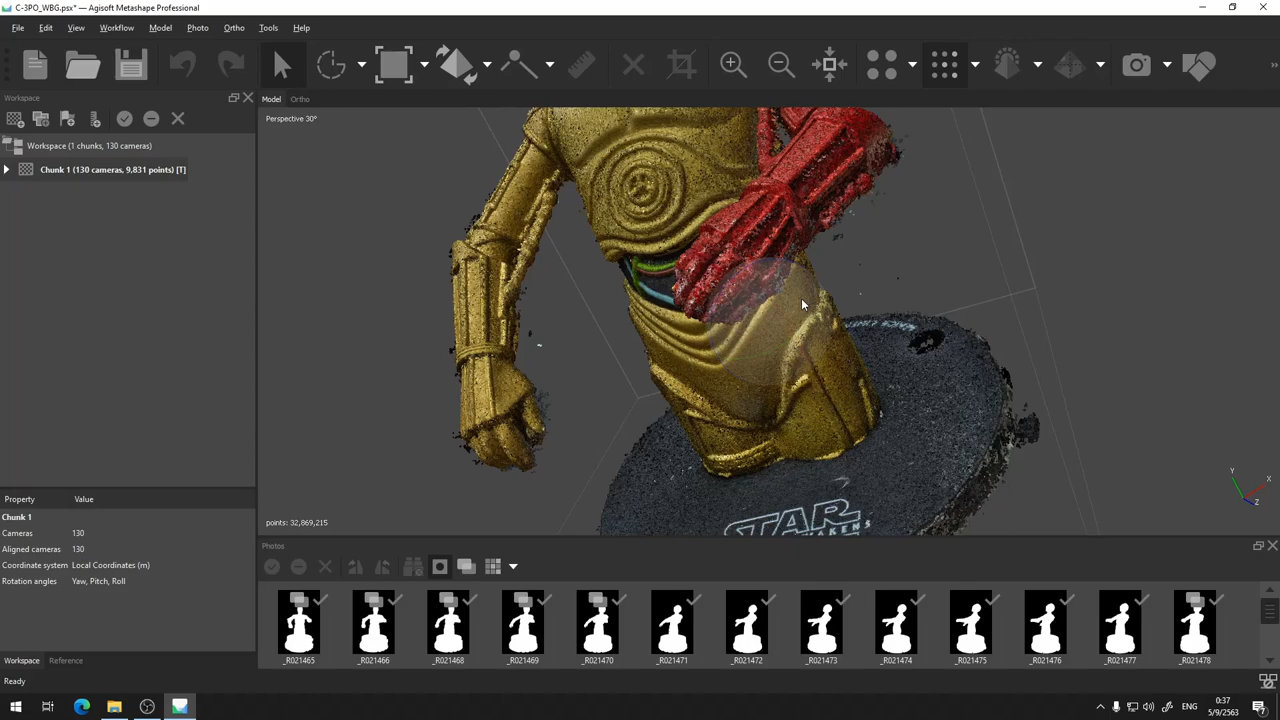 C-3PO_WBG.psx* — Agisoft Metashape Professional
File Edit View Workflow Model Photo Ortho Tools Help
Workspace
Model Ortho
Perspective 30°
Workspace (1 chunks, 130 cameras)
Chunk 1 (130 cameras, 9,831 points) [T]
STAR
Property Value
Chunk 1
Cameras 130
Aligned cameras 130
Coordinate system Local Coordinates (m)
Rotation angles Yaw, Pitch, Roll
Y
X
Z
points: 32,869,215
Photos
_R021465 _R021466 _R021468 _R021469 _R021470 _R021471 _R021472 _R021473 _R021474 _R021475 _R021476 _R021477 _R021478
Workspace Reference
Ready
ENG
0:37
5/9/2563
7